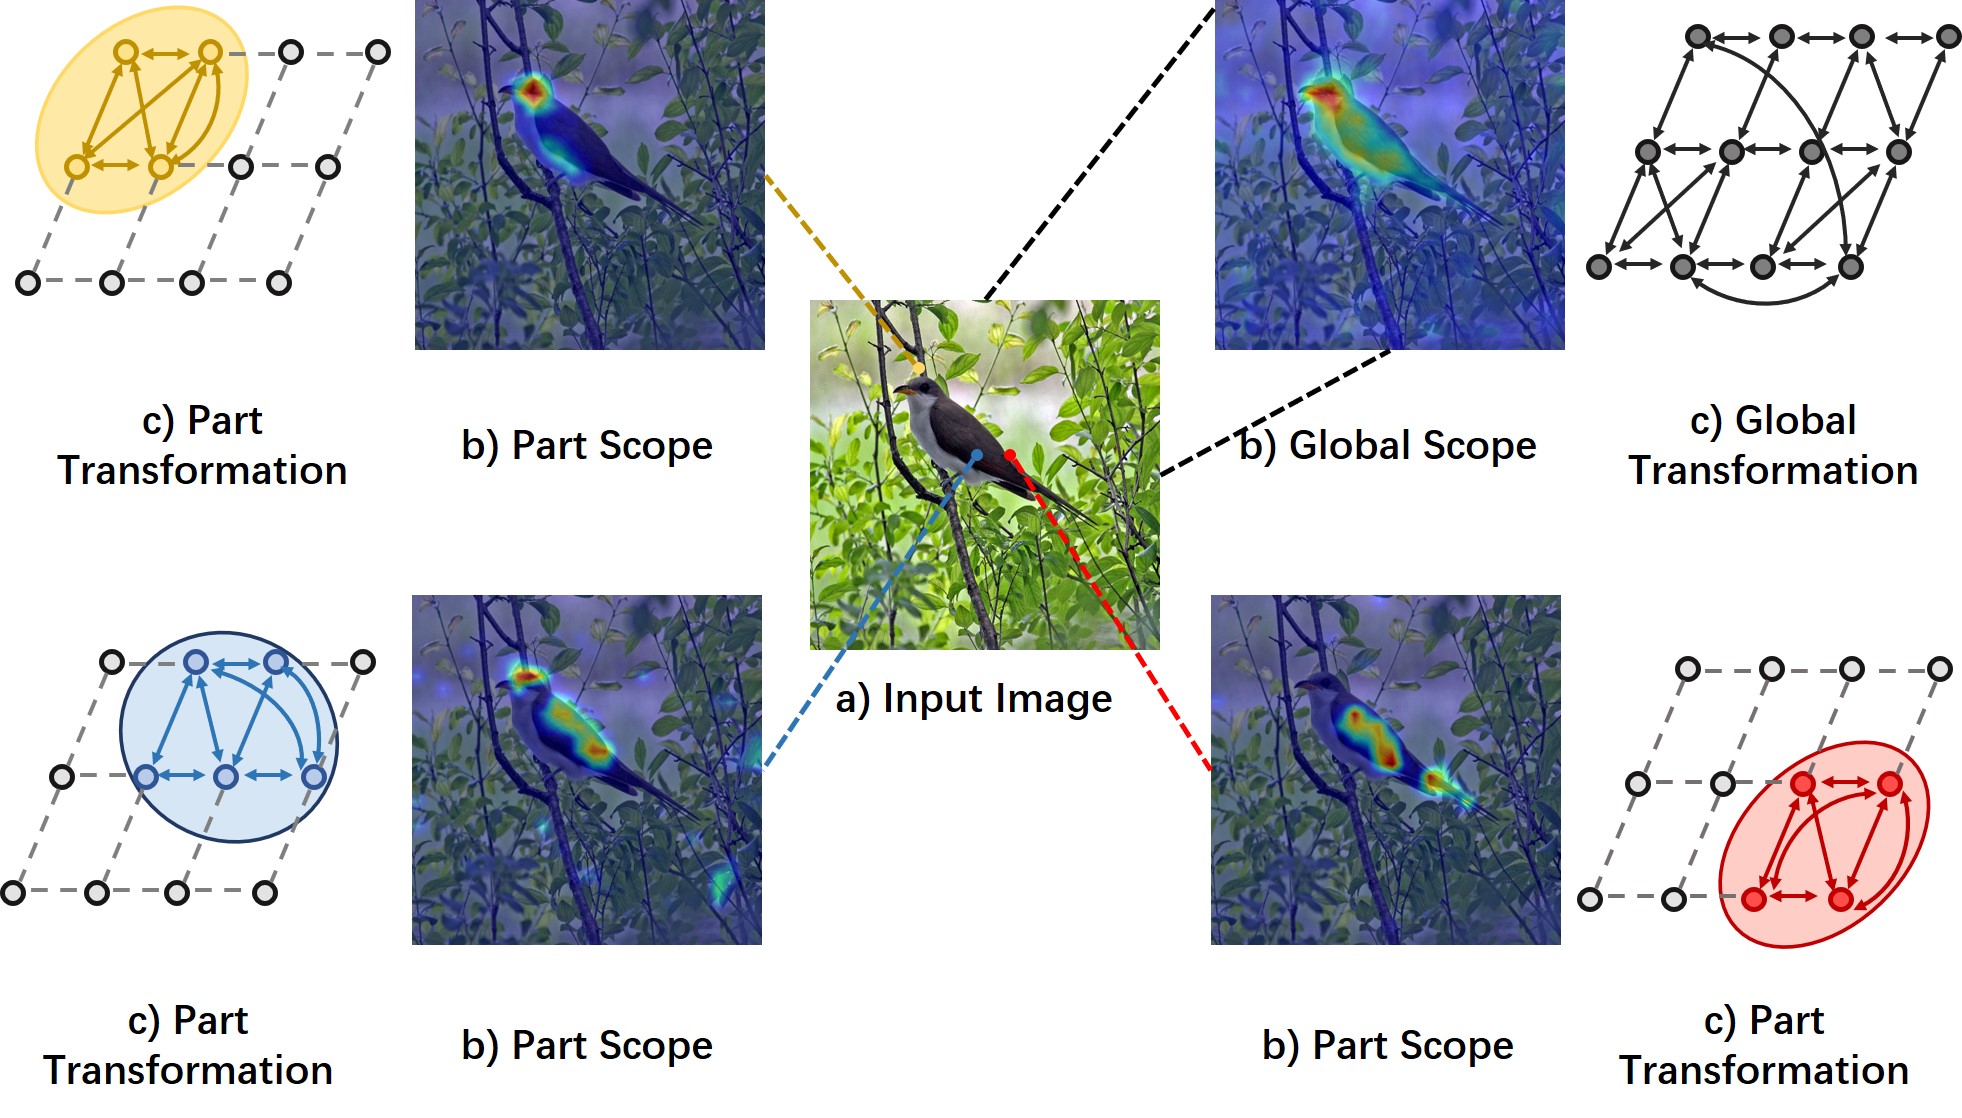 c) Part
Transformation
b) Part Scope
b) Global Scope
c) Global
Transformation
a) Input Image
c) Part
Transformation
b) Part Scope
b) Part Scope
c) Part
Transformation